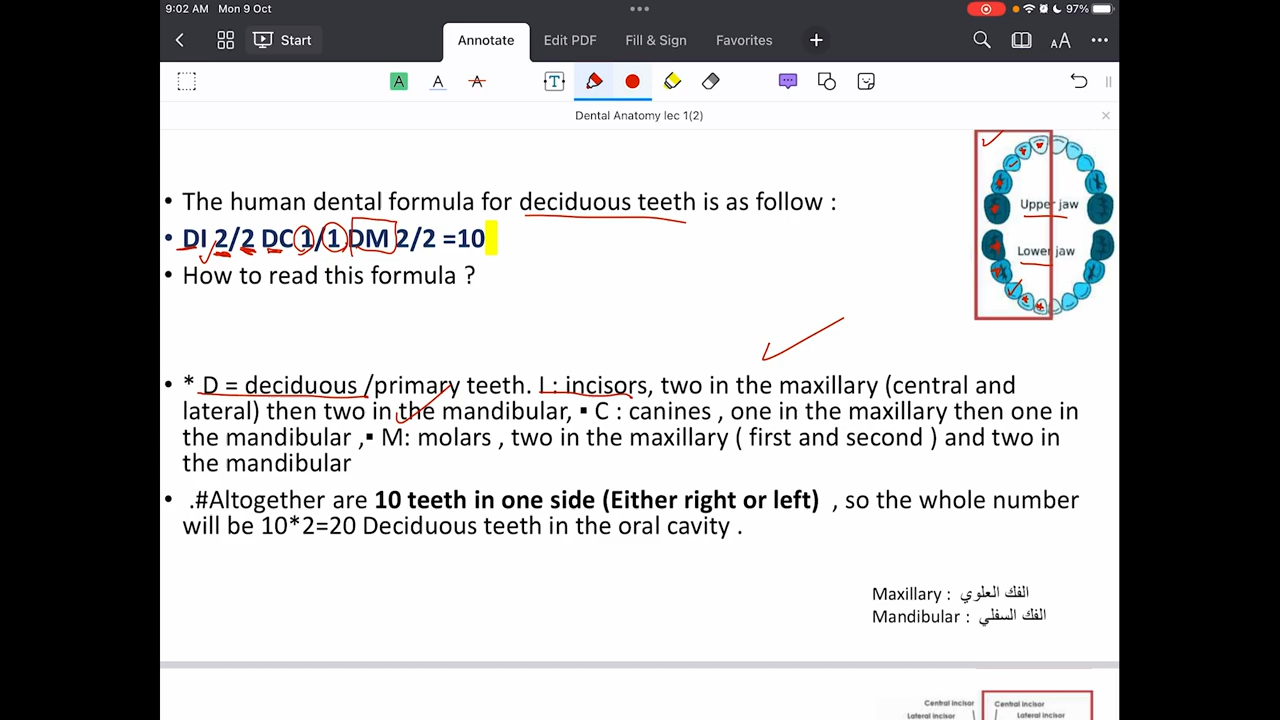 9:02 AM Mon 9 Oct
97%
Start
Annotate
Edit PDF
Fill & Sign
Favorites
AA
A A A T
Dental Anatomy lec 1(2)
• The human dental formula for deciduous teeth is as follow :
• DI 2/2 DC 1/1 DM 2/2 =10
• How to read this formula ?
Upper jaw
Lower jaw
• * D = deciduous /primary teeth. I : incisors, two in the maxillary (central and
lateral) then two in the mandibular, ▪ C : canines , one in the maxillary then one in
the mandibular ,▪ M: molars , two in the maxillary ( first and second ) and two in
the mandibular
• .#Altogether are 10 teeth in one side (Either right or left) , so the whole number
will be 10*2=20 Deciduous teeth in the oral cavity .
Maxillary : الفك العلوي
Mandibular : الفك السفلي
Central incisor Central incisor
Lateral incisor Lateral incisor